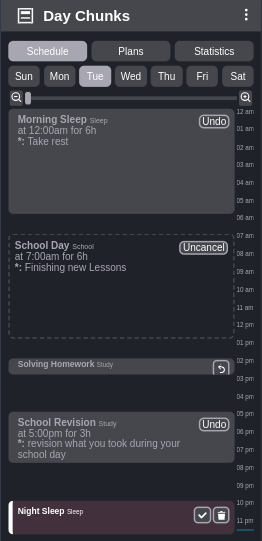 Day Chunks
Schedule Plans Statistics
Sun Mon Tue Wed Thu Fri Sat
12 am
Morning Sleep Sleep Undo
at 12:00am for 6h
01 am
*: Take rest
02 am
03 am
04 am
05 am
06 am
07 am
School Day School Uncancel
at 7:00am for 6h
08 am
*: Finishing new Lessons
09 am
10 am
11 am
12 pm
01 pm
02 pm
Solving Homework Study
03 pm
04 pm
05 pm
School Revision Study Undo
at 5:00pm for 3h
06 pm
*: revision what you took during your
school day
07 pm
08 pm
09 pm
10 pm
Night Sleep Sleep
11 pm